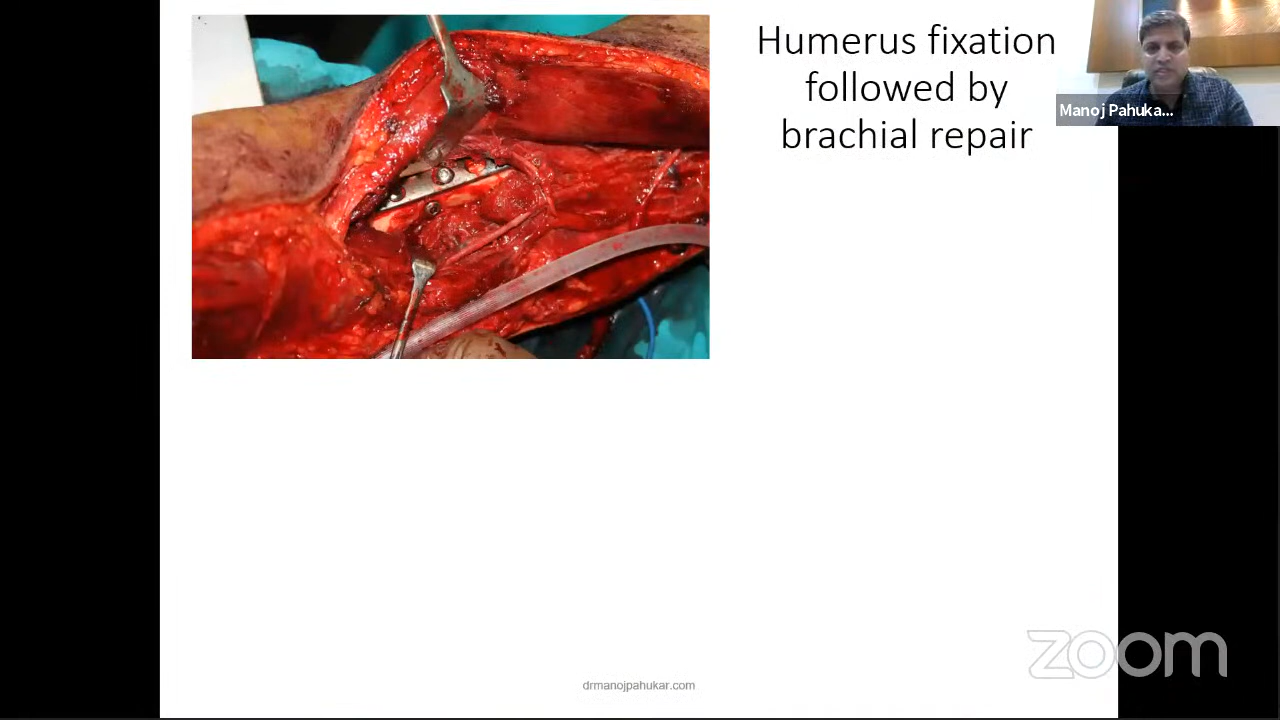 Humerus fixation
followed by
brachial repair
Manoj Pahuka...
zoom
drmanojpahukar.com